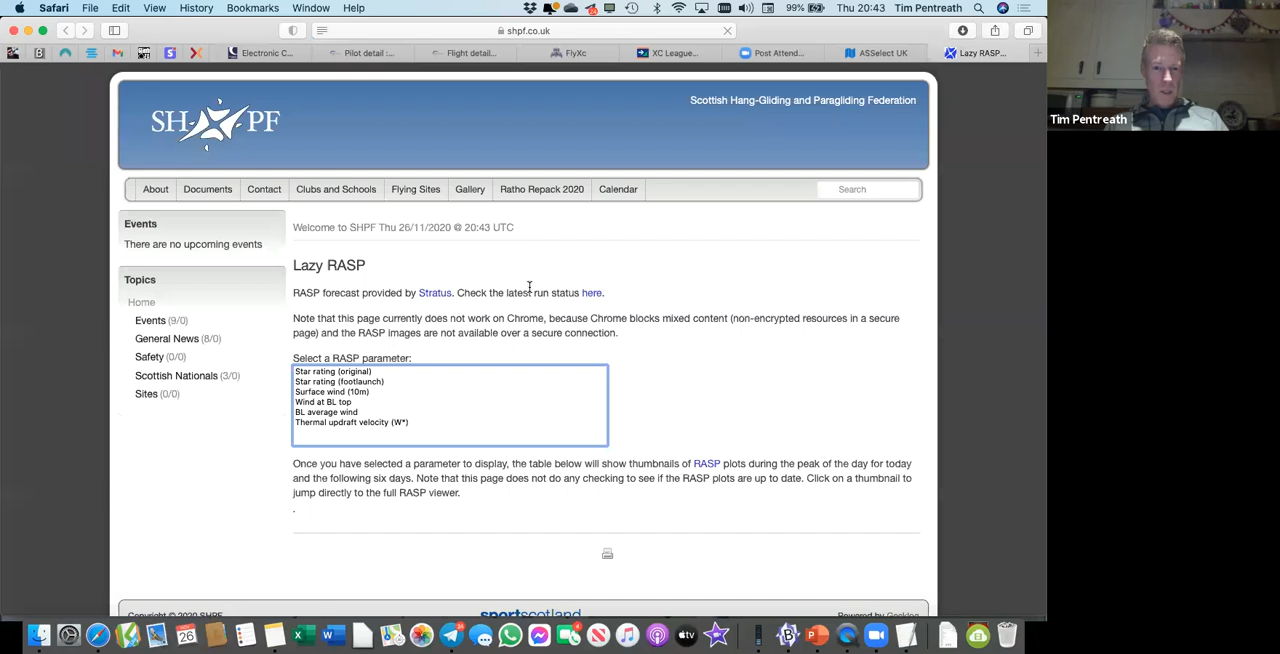 Safari File Edit View History Bookmarks Window Help 99% Thu 20:43 Tim Pentreath
shpf.co.uk
Electronic C... Pilot detail :... Flight detail... FlyXc XC League... Post Attend... ASSelect UK Lazy RASP...
Tim Pentreath
SHPF
Scottish Hang-Gliding and Paragliding Federation
About Documents Contact Clubs and Schools Flying Sites Gallery Ratho Repack 2020 Calendar Search
Events
There are no upcoming events
Topics
Home
Events (9/0)
General News (8/0)
Safety (0/0)
Scottish Nationals (3/0)
Sites (0/0)
Welcome to SHPF Thu 26/11/2020 @ 20:43 UTC
Lazy RASP
RASP forecast provided by Stratus. Check the latest run status here.
Note that this page currently does not work on Chrome, because Chrome blocks mixed content (non-encrypted resources in a secure
page) and the RASP images are not available over a secure connection.
Select a RASP parameter:
Star rating (original)
Star rating (footlaunch)
Surface wind (10m)
Wind at BL top
BL average wind
Thermal updraft velocity (W*)
Once you have selected a parameter to display, the table below will show thumbnails of RASP plots during the peak of the day for today
and the following six days. Note that this page does not do any checking to see if the RASP plots are up to date. Click on a thumbnail to
jump directly to the full RASP viewer.
.
Copyright © 2020 SHPF sportscotland Powered by Geeklog